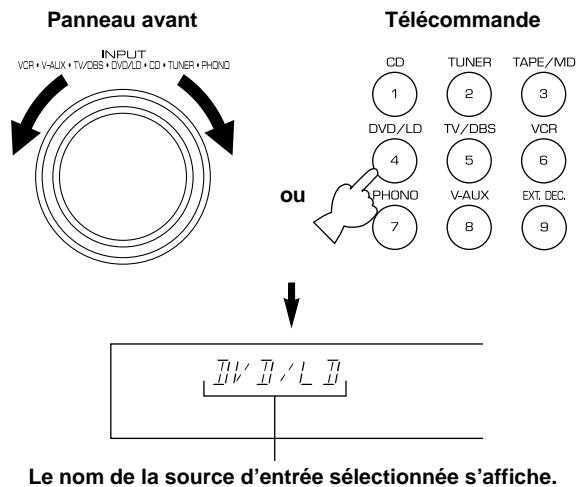 Panneau avant
INPUT
VCR • V-AUX • TV/DBS • DVD/LD • CD • TUNER • PHONO
ou
Télécommande
CD TUNER TAPE/MD
1 2 3
DVD/LD TV/DBS VCR
4 5 6
PHONO V-AUX EXT. DEC.
7 8 9
DVD/LD
Le nom de la source d'entrée sélectionnée s'affiche.